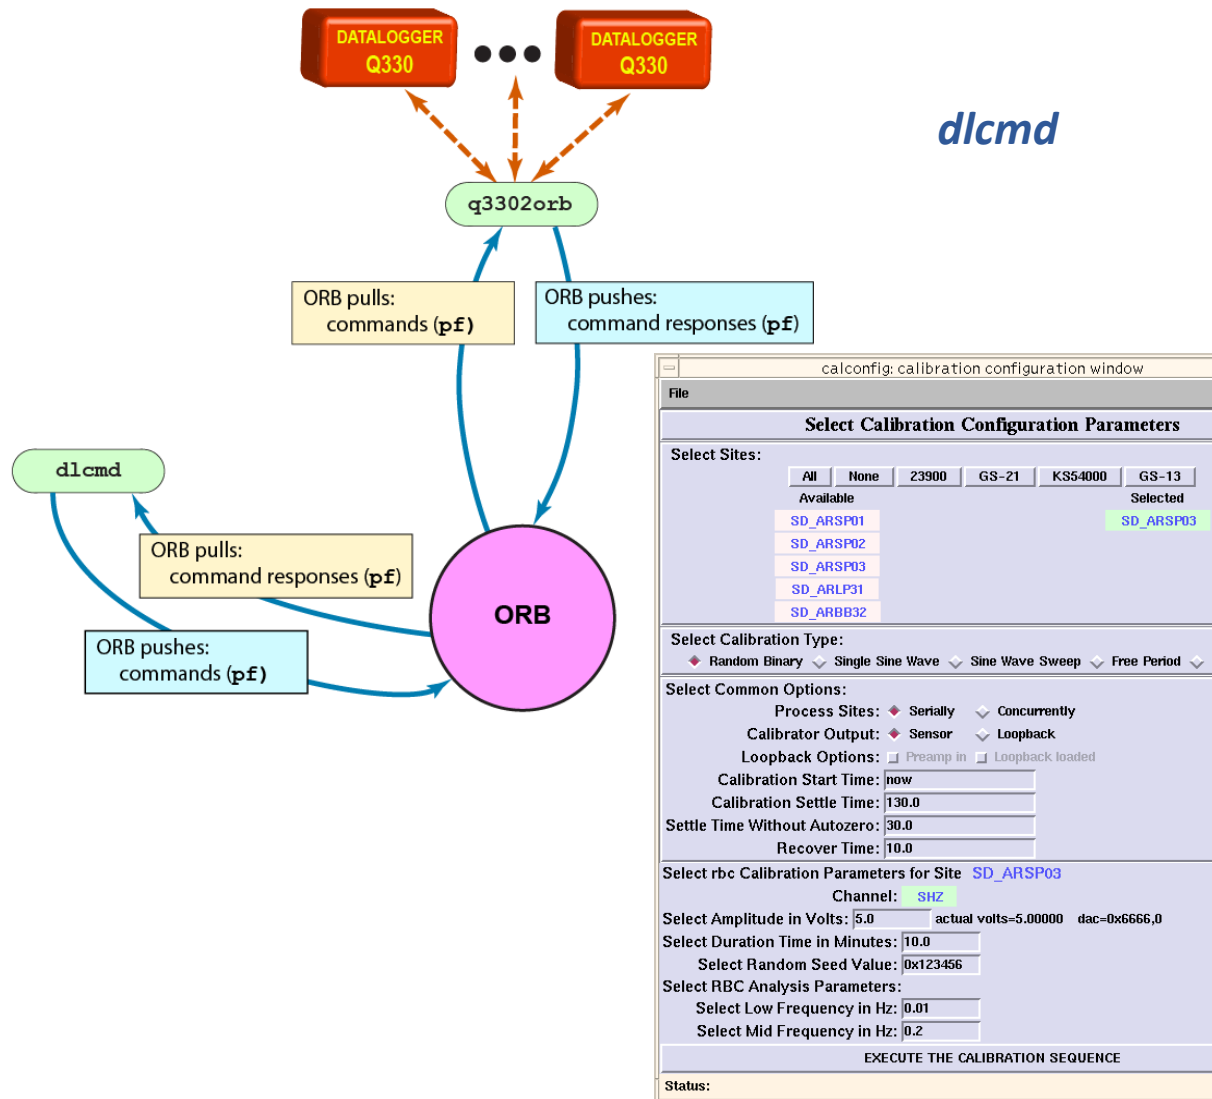 DATALOGGER
Q330
DATALOGGER
Q330
dlcmd
q3302orb
ORB pulls:
commands (pf)
ORB pushes:
command responses (pf)
dlcmd
ORB pulls:
command responses (pf)
ORB pushes:
commands (pf)
ORB
calconfig: calibration configuration window
File
Select Calibration Configuration Parameters
Select Sites:
All None 23900 GS-21 KS54000 GS-13
Available Selected
SD_ARSP01 SD_ARSP03
SD_ARSP02
SD_ARSP03
SD_ARLP31
SD_ARBB32
Select Calibration Type:
Random Binary Single Sine Wave Sine Wave Sweep Free Period
Select Common Options:
Process Sites: Serially Concurrently
Calibrator Output: Sensor Loopback
Loopback Options: Preamp in Loopback loaded
Calibration Start Time: now
Calibration Settle Time: 130.0
Settle Time Without Autozero: 30.0
Recover Time: 10.0
Select rbc Calibration Parameters for Site SD_ARSP03
Channel: SHZ
Select Amplitude in Volts: 5.0 actual volts=5.00000 dac=0x6666,0
Select Duration Time in Minutes: 10.0
Select Random Seed Value: 0x123456
Select RBC Analysis Parameters:
Select Low Frequency in Hz: 0.01
Select Mid Frequency in Hz: 0.2
EXECUTE THE CALIBRATION SEQUENCE
Status: